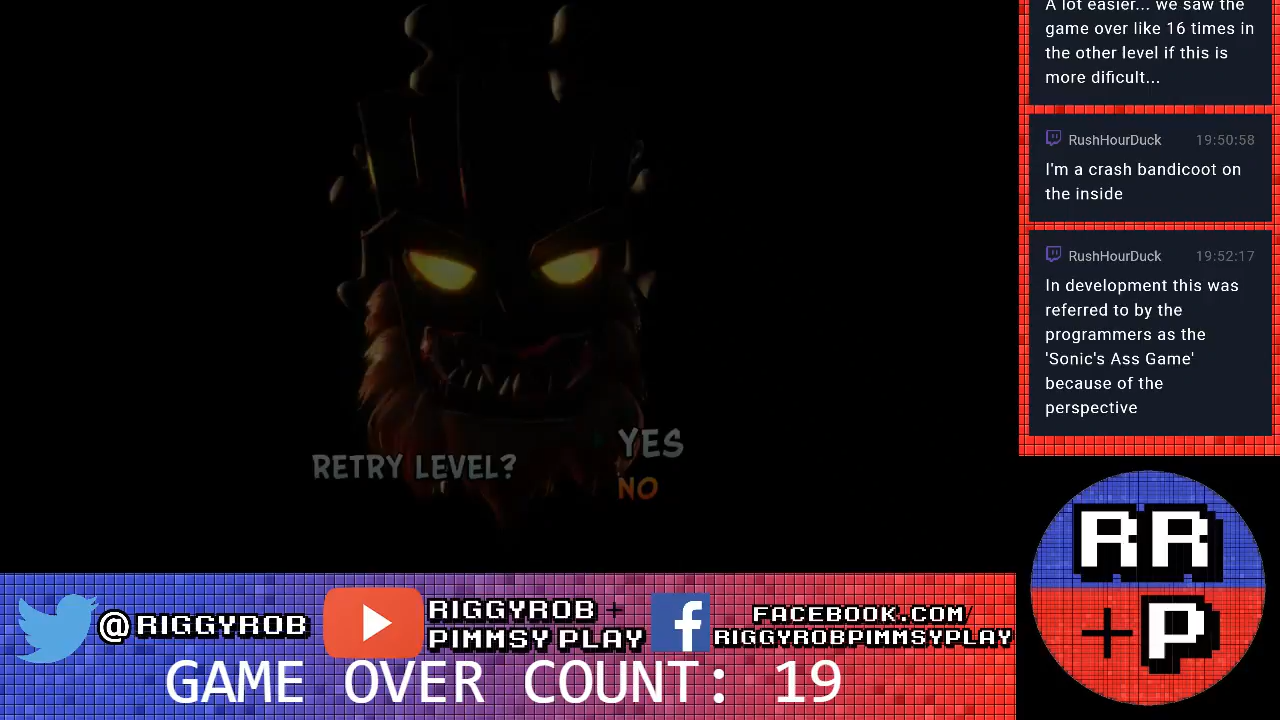 RETRY LEVEL?
YES
NO
A lot easier... we saw the
game over like 16 times in
the other level if this is
more dificult...
RushHourDuck 19:50:58
I'm a crash bandicoot on
the inside
RushHourDuck 19:52:17
In development this was
referred to by the
programmers as the
'Sonic's Ass Game'
because of the
perspective
@RIGGYROB
RIGGYROB +
PIMMSY PLAY
FACEBOOK.COM/
RIGGYROBPIMMSYPLAY
GAME OVER COUNT: 19
RR
+P